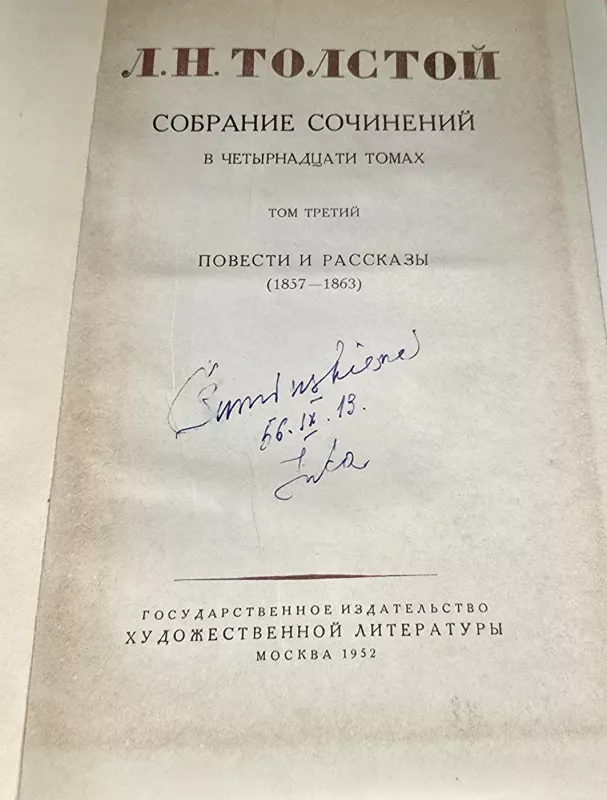 Л.Н. ТОЛСТОЙ
СОБРАНИЕ СОЧИНЕНИЙ
В ЧЕТЫРНАДЦАТИ ТОМАХ
ТОМ ТРЕТИЙ
ПОВЕСТИ И РАССКАЗЫ
(1857—1863)
56.IX.13.
ГОСУДАРСТВЕННОЕ ИЗДАТЕЛЬСТВО
ХУДОЖЕСТВЕННОЙ ЛИТЕРАТУРЫ
МОСКВА 1952